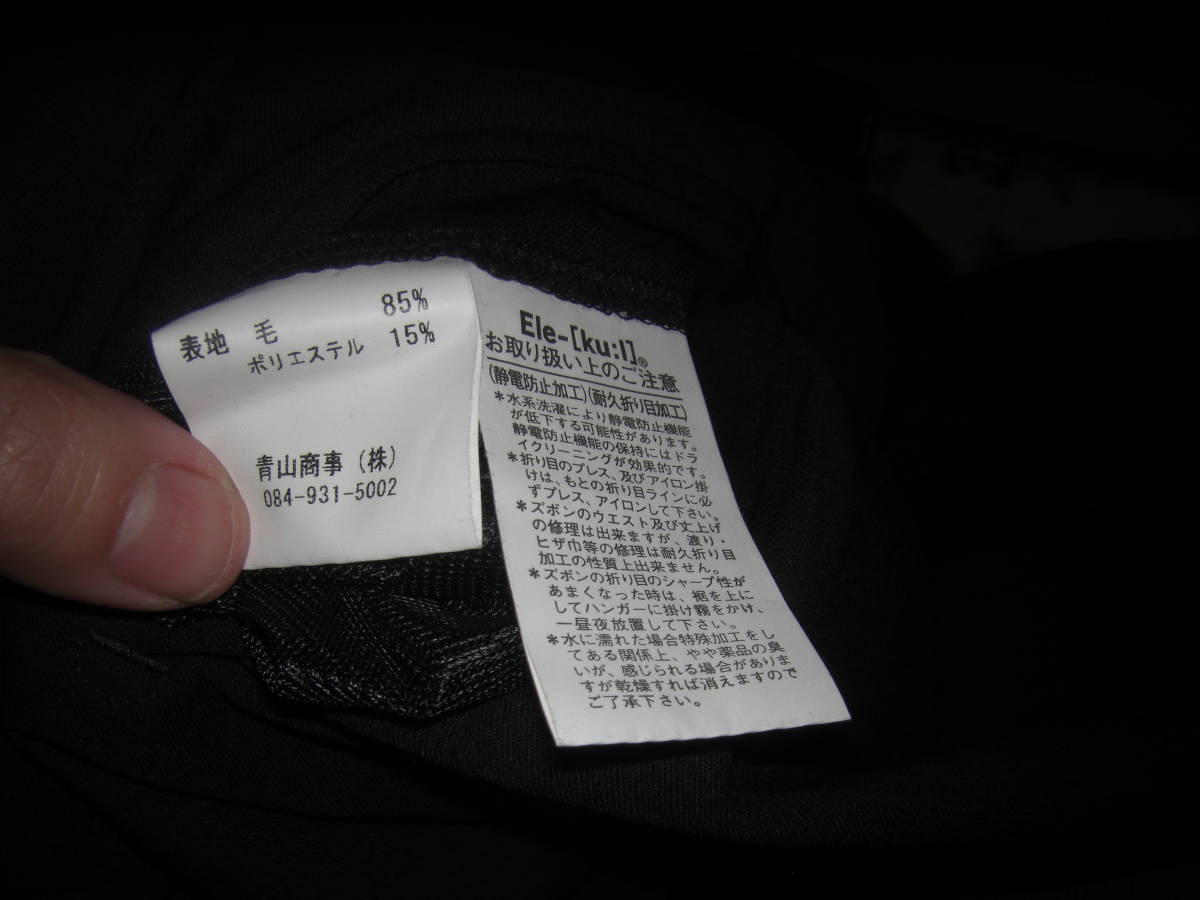 表地 毛 85%
ポリエステル 15%
青山商事(株)
084-931-5002
Ele-[ku:l]®
お取り扱い上のご注意
(静電防止加工)(耐久折り目加工)
*水系洗濯により静電防止機能
が低下する可能性があります。
静電防止機能の保持にはドラ
イクリーニングが効果的です。
*折り目のプレス、及びアイロン掛
けは、もとの折り目ラインに必
ずプレス、アイロンして下さい。
*ズボンのウエスト及び丈上げ
の修理は出来ますが、渡り・
ヒザ巾等の修理は耐久折り目
加工の性質上出来ません。
*ズボンの折り目のシャープ性が
あまくなった時は、裾を上に
してハンガーに掛け霧をかけ、
一昼夜放置して下さい。
*水に濡れた場合特殊加工をし
てある関係上、やや薬品の臭
いが、感じられる場合がありま
すが乾燥すれば消えますので
ご了承下さい。